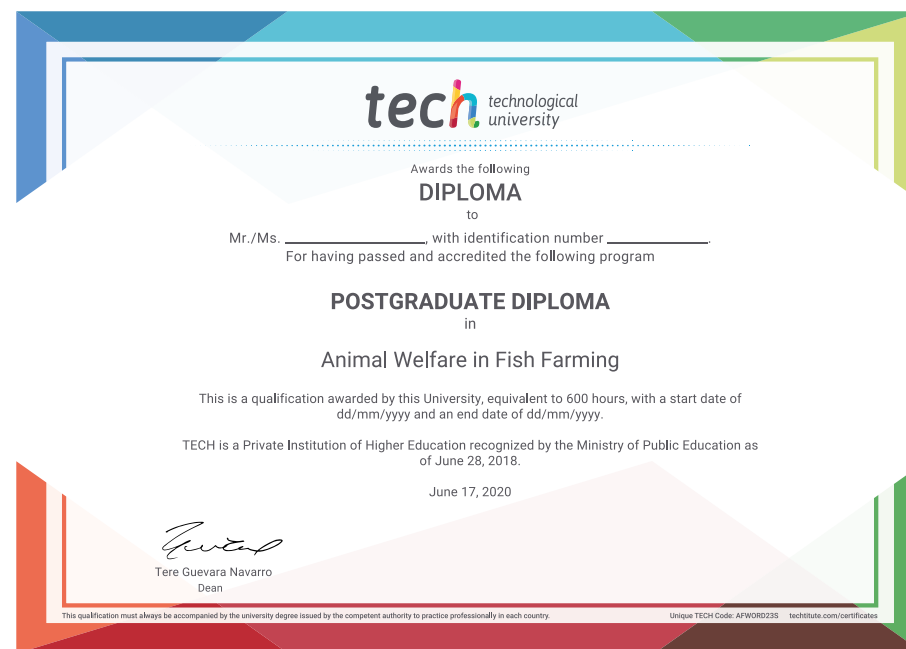 tech technological
university
Awards the following
DIPLOMA
to
Mr./Ms. ____________________, with identification number ______________.
For having passed and accredited the following program
POSTGRADUATE DIPLOMA
in
Animal Welfare in Fish Farming
This is a qualification awarded by this University, equivalent to 600 hours, with a start date of
dd/mm/yyyy and an end date of dd/mm/yyyy.
TECH is a Private Institution of Higher Education recognized by the Ministry of Public Education as
of June 28, 2018.
June 17, 2020
Tere Guevara Navarro
Dean
This qualification must always be accompanied by the university degree issued by the competent authority to practice professionally in each country. Unique TECH Code: AFWORD23S techtitute.com/certificates